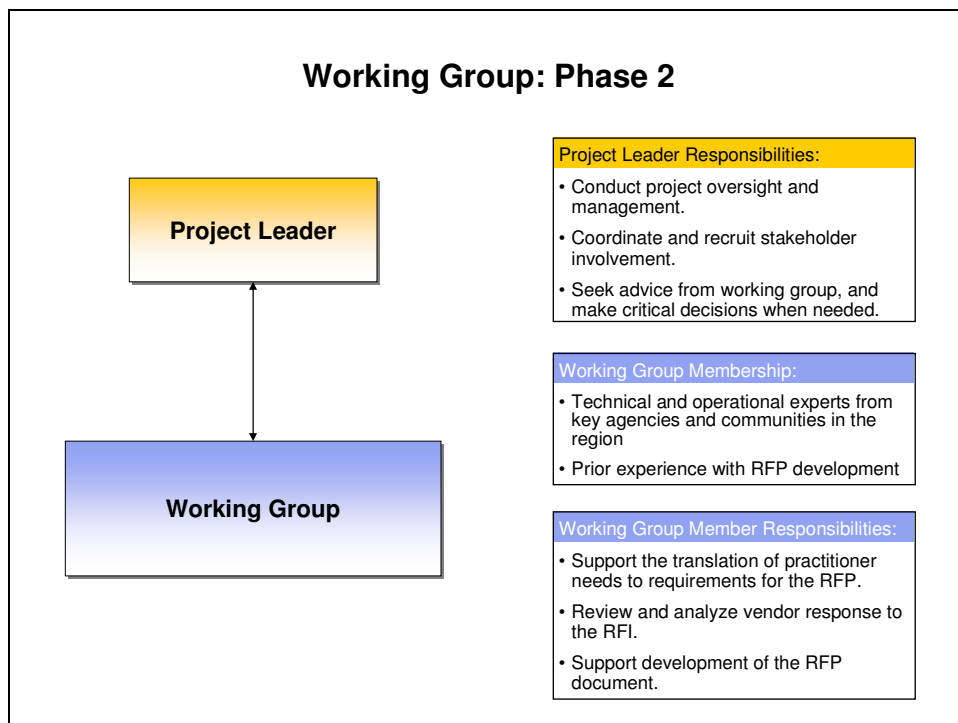 Working Group: Phase 2
Project Leader
Working Group
Project Leader Responsibilities:
• Conduct project oversight and
management.
• Coordinate and recruit stakeholder
involvement.
• Seek advice from working group, and
make critical decisions when needed.
Working Group Membership:
• Technical and operational experts from
key agencies and communities in the
region
• Prior experience with RFP development
Working Group Member Responsibilities:
• Support the translation of practitioner
needs to requirements for the RFP.
• Review and analyze vendor response to
the RFI.
• Support development of the RFP
document.